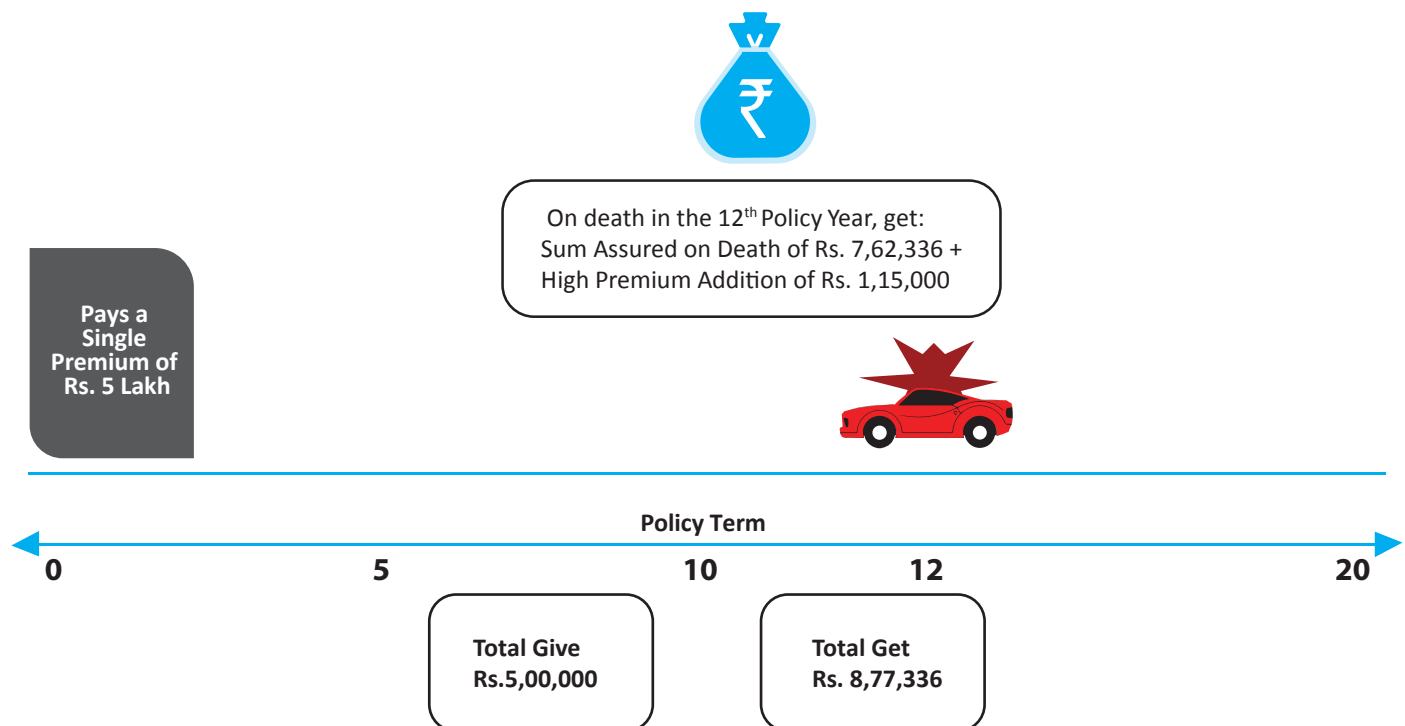 ₹
On death in the 12th Policy Year, get:
Sum Assured on Death of Rs. 7,62,336 +
High Premium Addition of Rs. 1,15,000
Pays a
Single
Premium of
Rs. 5 Lakh
Policy Term
0 5 10 12 20
Total Give
Rs.5,00,000
Total Get
Rs. 8,77,336